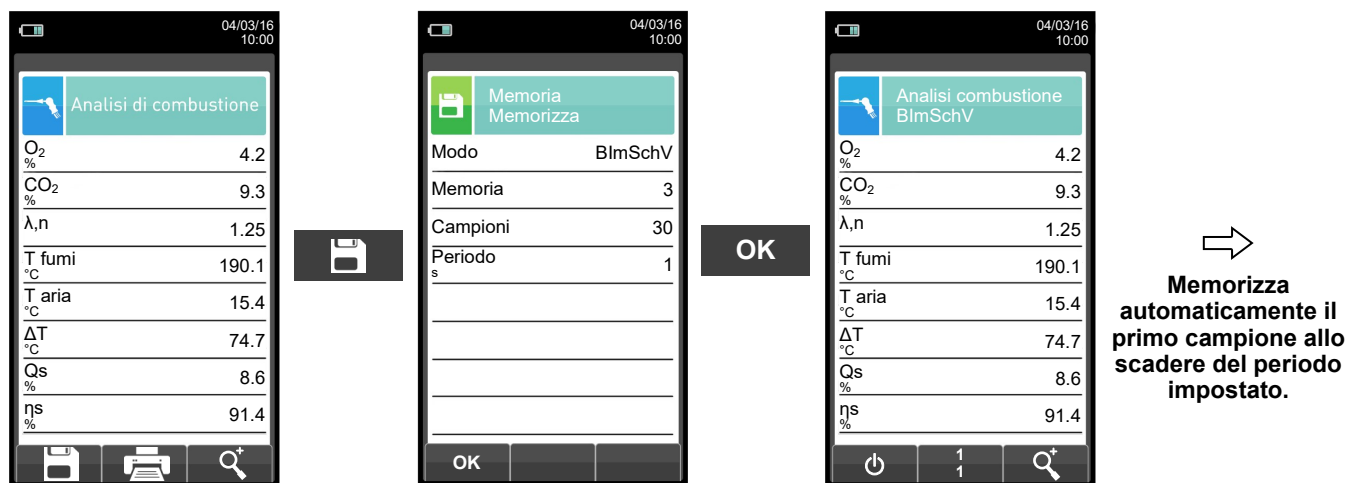 04/03/16
10:00
Analisi di combustione
O2
%
4.2
CO2
%
9.3
λ,n
1.25
T fumi
°C
190.1
T aria
°C
15.4
ΔT
°C
74.7
Qs
%
8.6
ηs
%
91.4
04/03/16
10:00
Memoria
Memorizza
Modo BImSchV
Memoria 3
Campioni 30
Periodo
s
1
OK
OK
04/03/16
10:00
Analisi combustione
BImSchV
O2
%
4.2
CO2
%
9.3
λ,n
1.25
T fumi
°C
190.1
T aria
°C
15.4
ΔT
°C
74.7
Qs
%
8.6
ηs
%
91.4
1
1
Memorizza
automaticamente il
primo campione allo
scadere del periodo
impostato.